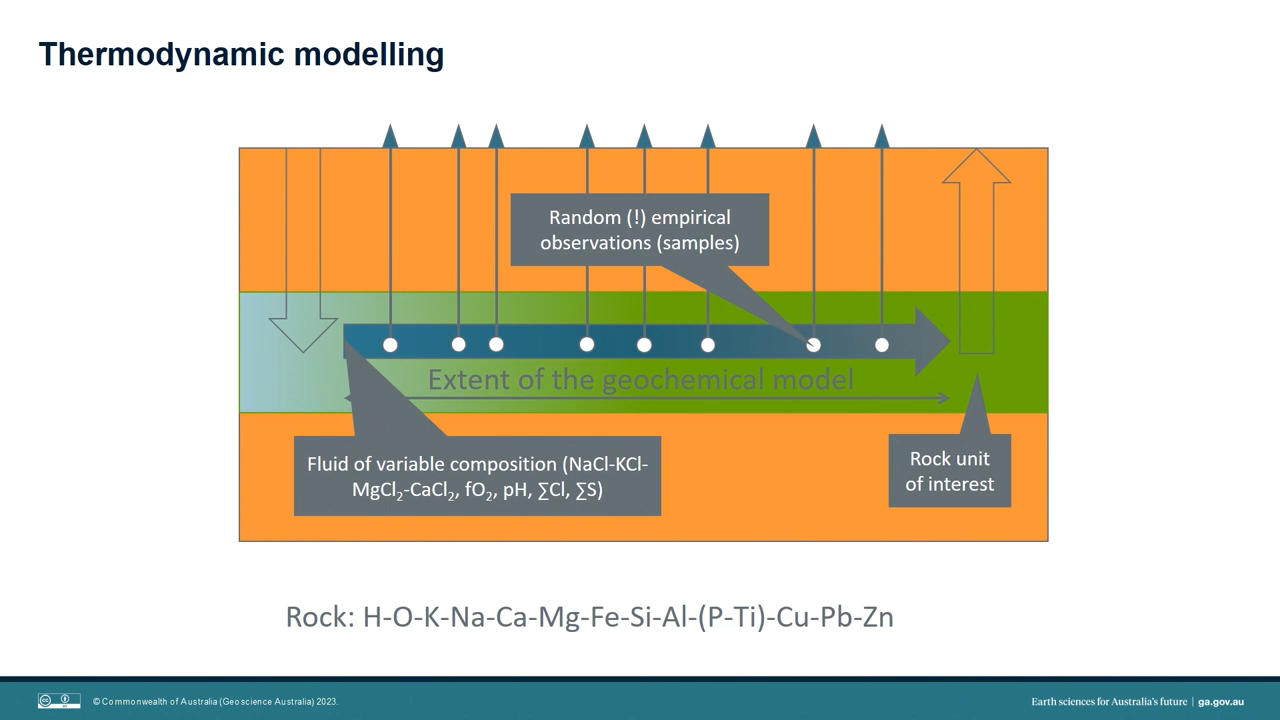 Thermodynamic modelling
Random (!) empirical
observations (samples)
Extent of the geochemical model
Fluid of variable composition (NaCl-KCl-
MgCl₂-CaCl₂, fO₂, pH, ∑Cl, ∑S)
Rock unit
of interest
Rock: H-O-K-Na-Ca-Mg-Fe-Si-Al-(P-Ti)-Cu-Pb-Zn
© Commonwealth of Australia (Geoscience Australia) 2023.
Earth sciences for Australia's future | ga.gov.au